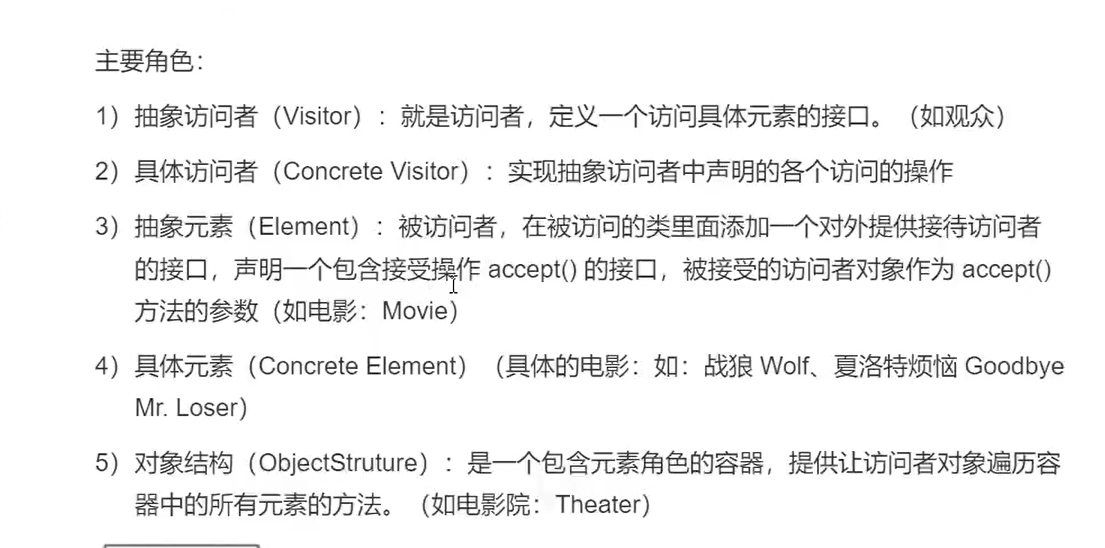 主要角色：
1）抽象访问者（Visitor）：就是访问者，定义一个访问具体元素的接口。（如观众）
2）具体访问者（Concrete Visitor）：实现抽象访问者中声明的各个访问的操作
3）抽象元素（Element）：被访问者，在被访问的类里面添加一个对外提供接待访问者
的接口，声明一个包含接受操作 accept() 的接口，被接受的访问者对象作为 accept()
方法的参数（如电影：Movie）
4）具体元素（Concrete Element）（具体的电影：如：战狼 Wolf、夏洛特烦恼 Goodbye
Mr. Loser）
5）对象结构（ObjectStruture）：是一个包含元素角色的容器，提供让访问者对象遍历容
器中的所有元素的方法。（如电影院：Theater）